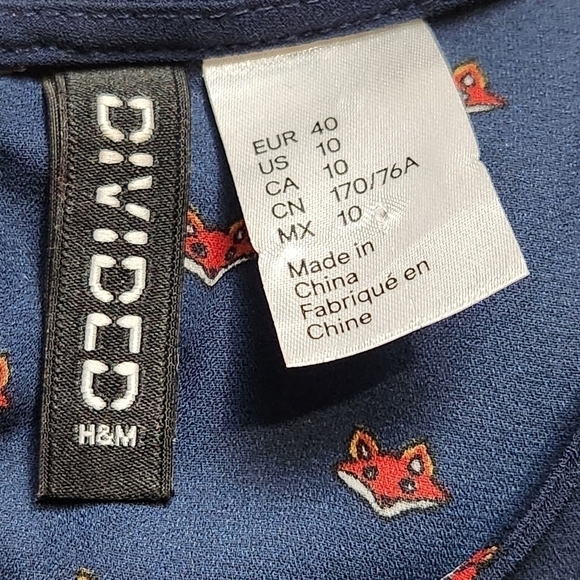 DIVIDED
H&M
EUR 40
US 10
CA 10
CN 170/76A
MX 10
Made in
China
Fabriqué en
Chine